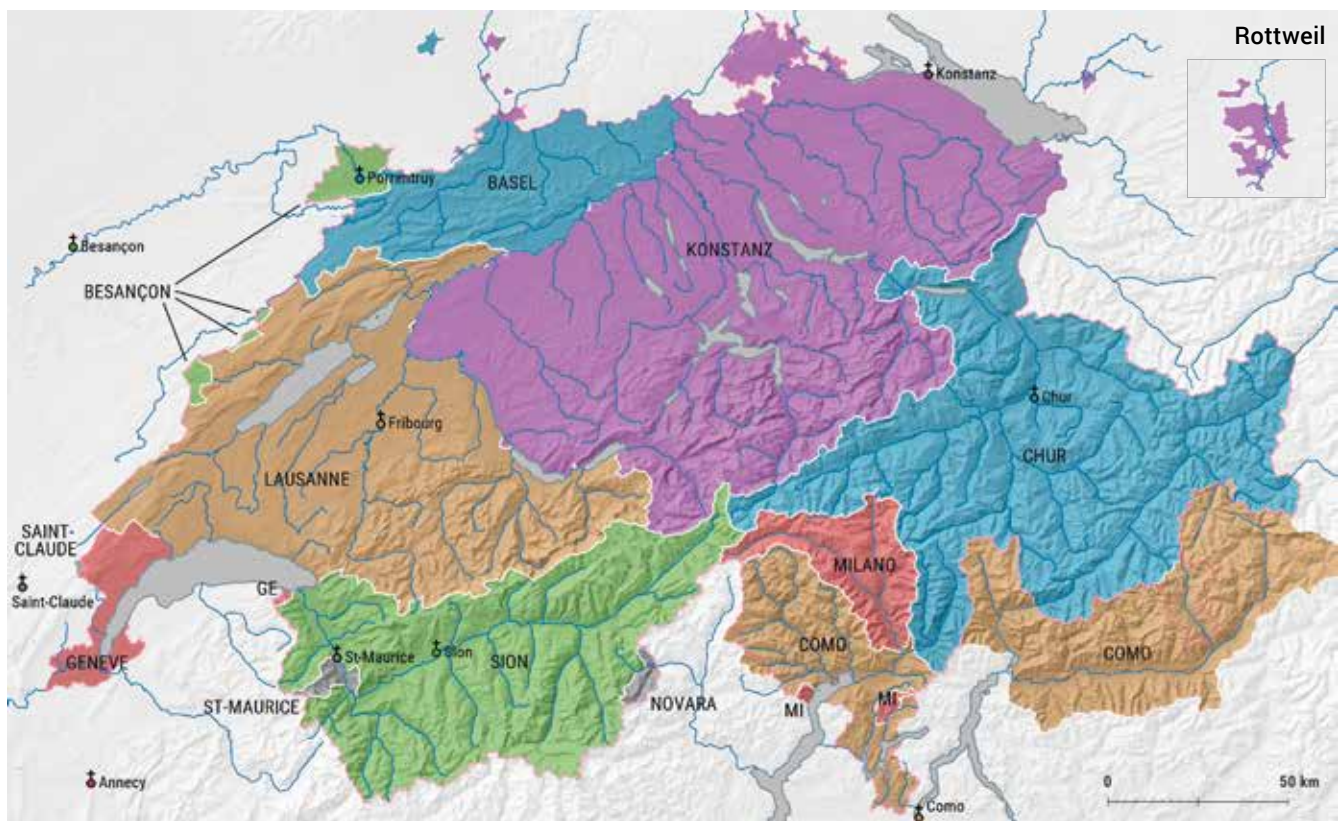 Rottweil
Konstanz
Porrentruy
BASEL
Besançon
KONSTANZ
BESANÇON
Chur
Fribourg
CHUR
LAUSANNE
SAINT-
CLAUDE
MILANO
GE
Saint-Claude
COMO
COMO
St-Maurice
Sion
SION
GENEVE
ST-MAURICE
NOVARA
MI
MI
Annecy
0
50 km
Como